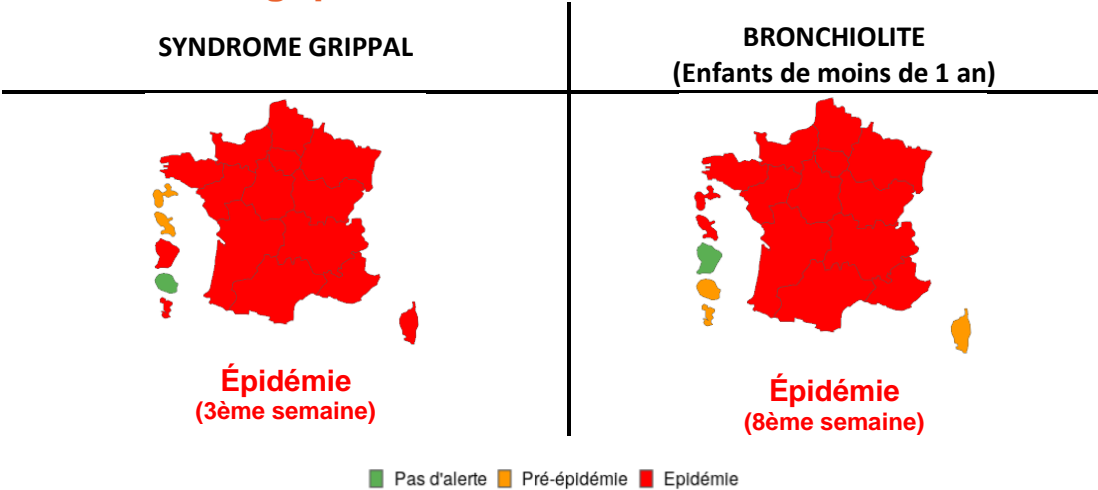 SYNDROME GRIPPAL
BRONCHIOLITE
(Enfants de moins de 1 an)
Épidémie
(3ème semaine)
Épidémie
(8ème semaine)
Pas d'alerte Pré-épidémie Epidémie